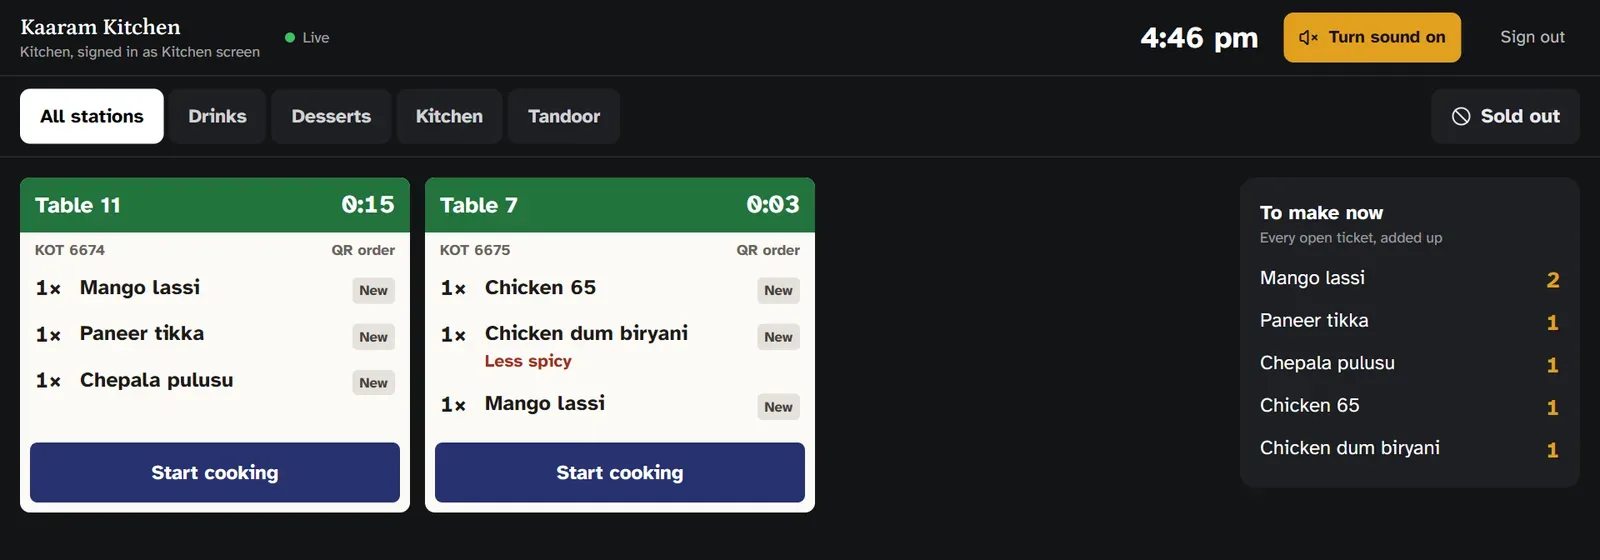 Kaaram Kitchen
Kitchen, signed in as Kitchen screen
Live
4:46 pm
Turn sound on
Sign out
All stations
Drinks
Desserts
Kitchen
Tandoor
Sold out
Table 11 0:15
KOT 6674 QR order
1× Mango lassi New
1× Paneer tikka New
1× Chepala pulusu New
Start cooking
Table 7 0:03
KOT 6675 QR order
1× Chicken 65 New
1× Chicken dum biryani New
Less spicy
1× Mango lassi New
Start cooking
To make now
Every open ticket, added up
Mango lassi 2
Paneer tikka 1
Chepala pulusu 1
Chicken 65 1
Chicken dum biryani 1